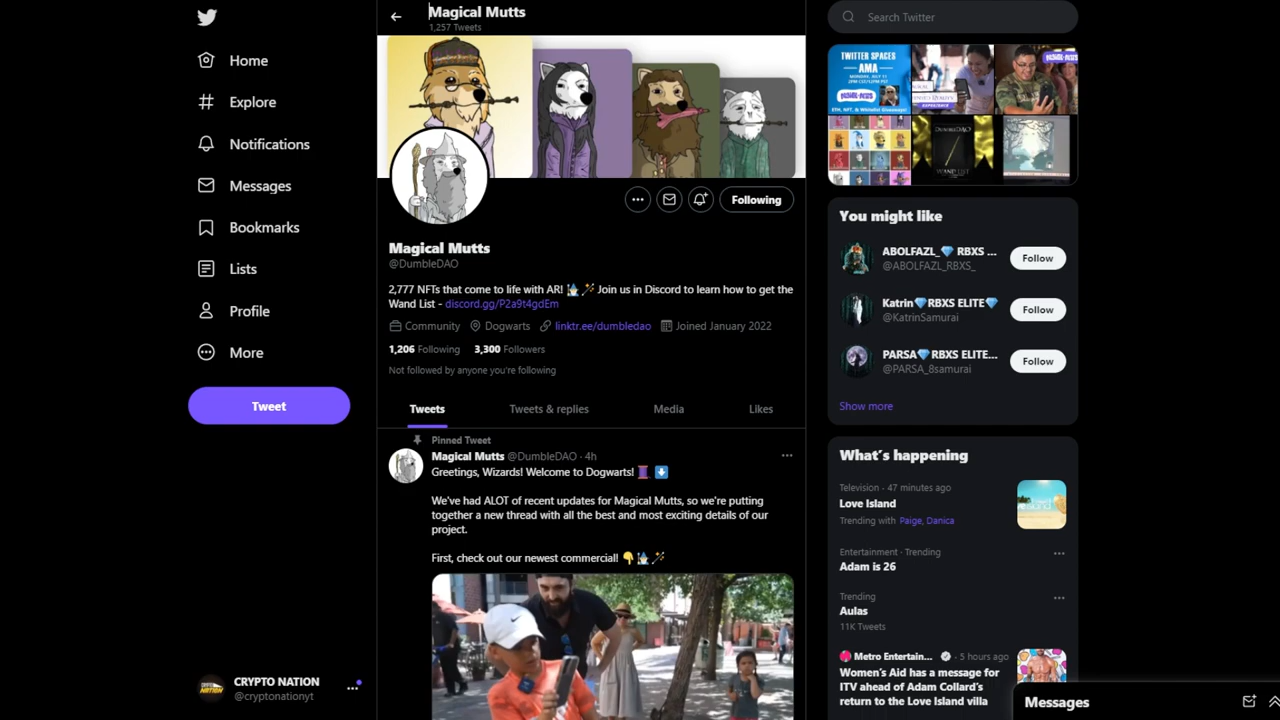 Magical Mutts
1,257 Tweets
Home
Explore
Notifications
Messages
Bookmarks
Lists
Profile
More
Tweet
CRYPTO NATION
@cryptonationyt
Following
Magical Mutts
@DumbleDAO
2,777 NFTs that come to life with AR! 🧙‍♂️🪄 Join us in Discord to learn how to get the
Wand List - discord.gg/P2a9t4gdEm
Community Dogwarts linktr.ee/dumbledao Joined January 2022
1,206 Following 3,300 Followers
Not followed by anyone you're following
Tweets Tweets & replies Media Likes
Pinned Tweet
Magical Mutts @DumbleDAO · 4h
Greetings, Wizards! Welcome to Dogwarts! 🧵 ⬇️
We've had ALOT of recent updates for Magical Mutts, so we're putting
together a new thread with all the best and most exciting details of our
project.
First, check out our newest commercial! 👇🧙‍♂️🪄
Search Twitter
TWITTER SPACES
AMA
DUMBLEDAO
WAND LIST
You might like
ABOLFAZL_💎 RBXS ...
@ABOLFAZL_RBXS_
Follow
Katrin💎RBXS ELITE💎
@KatrinSamurai
Follow
PARSA💎RBXS ELITE...
@PARSA_8samurai
Follow
Show more
What's happening
Television · 47 minutes ago
Love Island
Trending with Paige, Danica
Entertainment · Trending
Adam is 26
Trending
Aulas
11K Tweets
Metro Entertain... · 5 hours ago
Women's Aid has a message for
ITV ahead of Adam Collard's
return to the Love Island villa
Messages